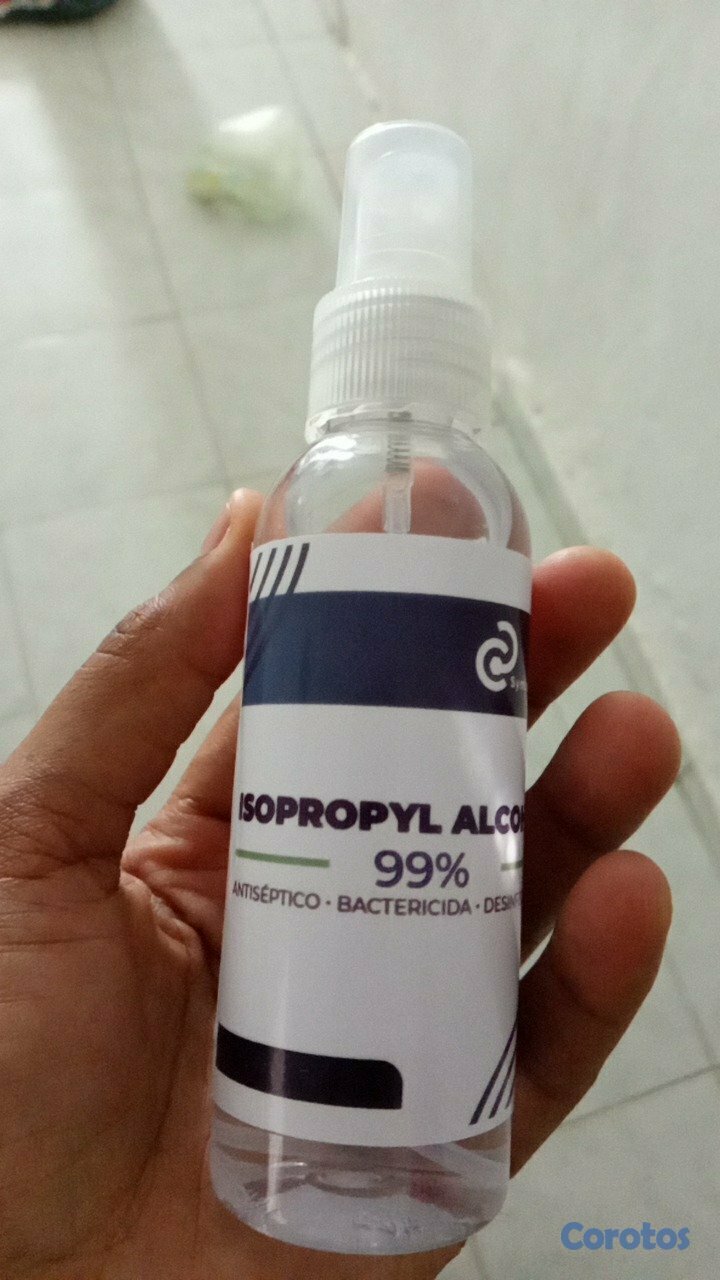 ISOPROPYL
99%
ANTISÉPTICO · BACTERICIDA ·
Corotos